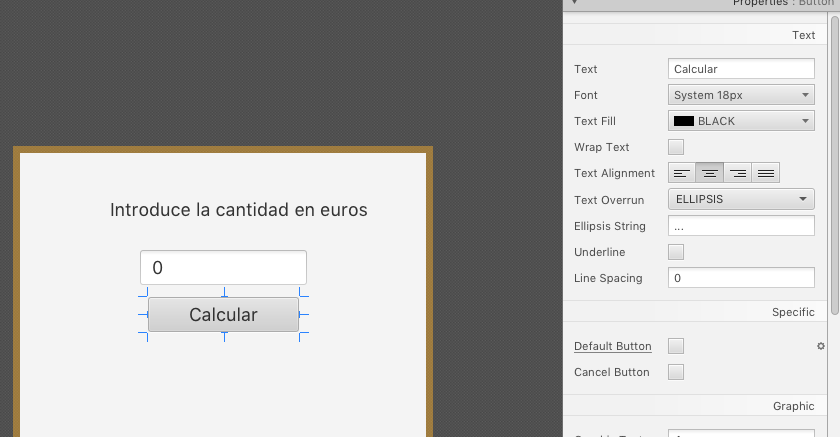 Properties : Button
Text
Text Calcular
Font System 18px
Text Fill BLACK
Wrap Text
Text Alignment
Text Overrun ELLIPSIS
Ellipsis String ...
Underline
Line Spacing 0
Specific
Default Button
Cancel Button
Graphic
Introduce la cantidad en euros
0
Calcular